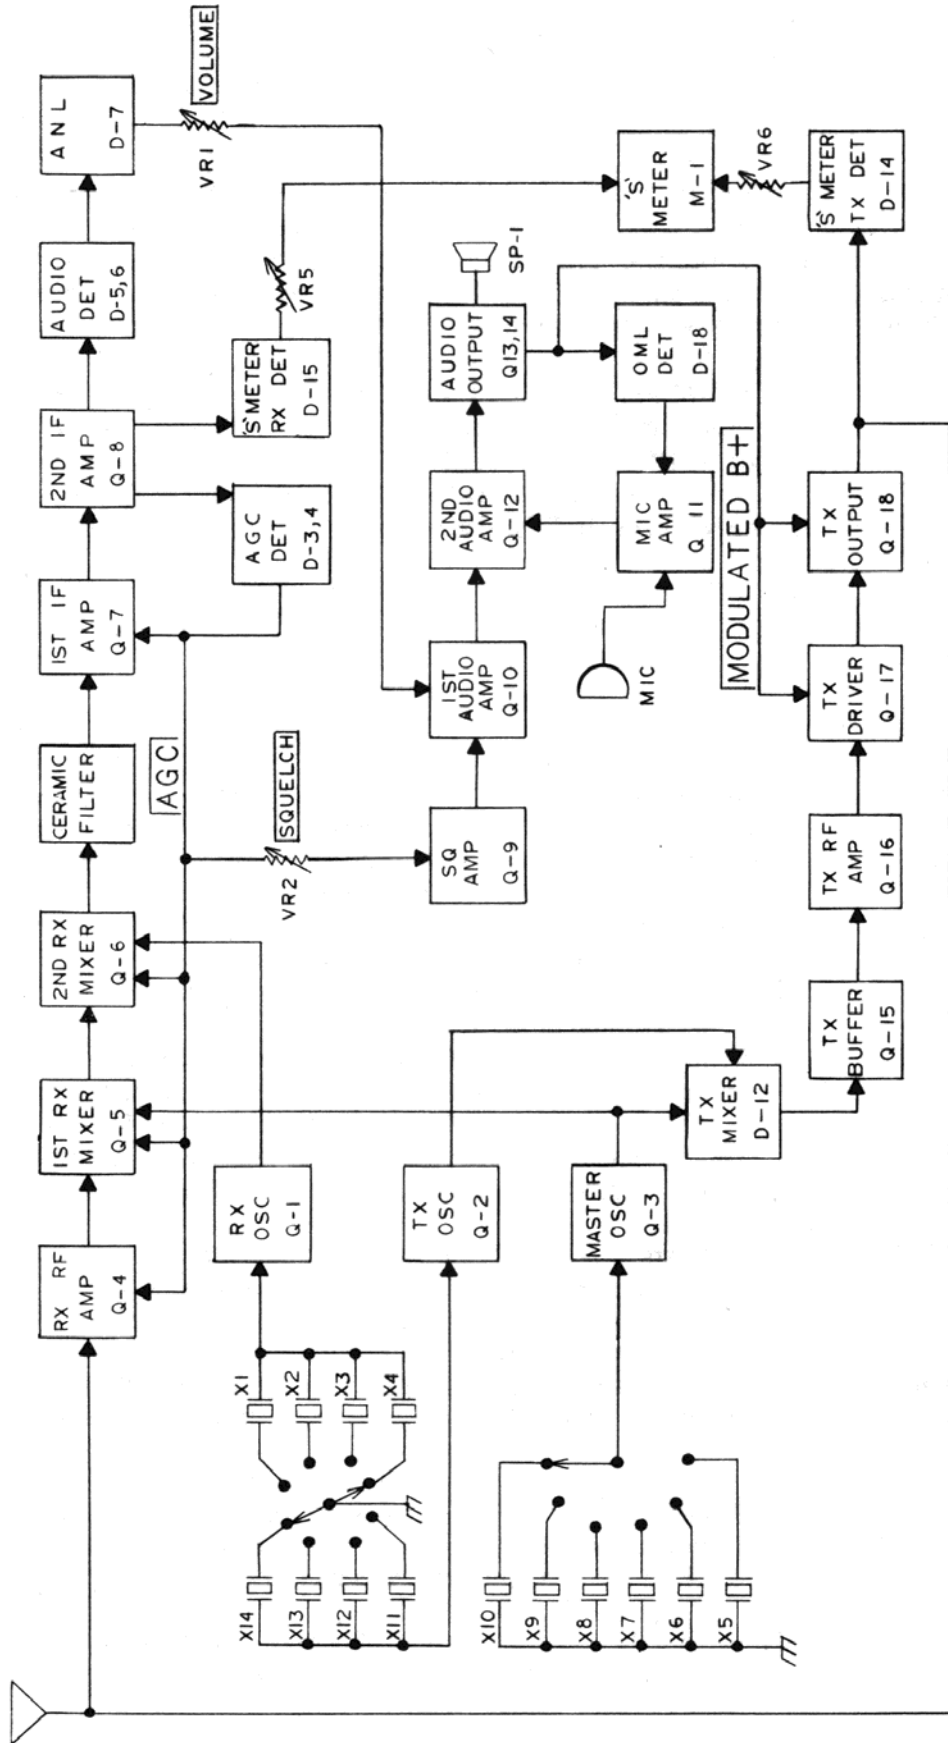 RX RF
AMP
Q-4
IST RX
MIXER
Q-5
2ND RX
MIXER
Q-6
CERAMIC
FILTER
IST IF
AMP
Q-7
2ND IF
AMP
Q-8
AUDIO
DET
D-5,6
ANL
D-7
AGC
AGC
DET
D-3,4
'S' METER
RX DET
D-15
VR5
VR1
VOLUME
RX
OSC
Q-1
X1
X2
X3
X4
X14
X13
X12
X11
VR2
SQUELCH
TX
OSC
Q-2
SQ
AMP
Q-9
IST
AUDIO
AMP
Q-10
2ND
AUDIO
AMP
Q-12
AUDIO
OUTPUT
Q13,14
SP-1
X10
X9
X8
X7
X6
X5
MASTER
OSC
Q-3
MIC
MIC
AMP
Q 11
OML
DET
D-18
'S'
METER
M-1
TX
MIXER
D-12
MODULATED B+
VR6
TX
BUFFER
Q-15
TX RF
AMP
Q-16
TX
DRIVER
Q-17
TX
OUTPUT
Q-18
'S' METER
TX DET
D-14